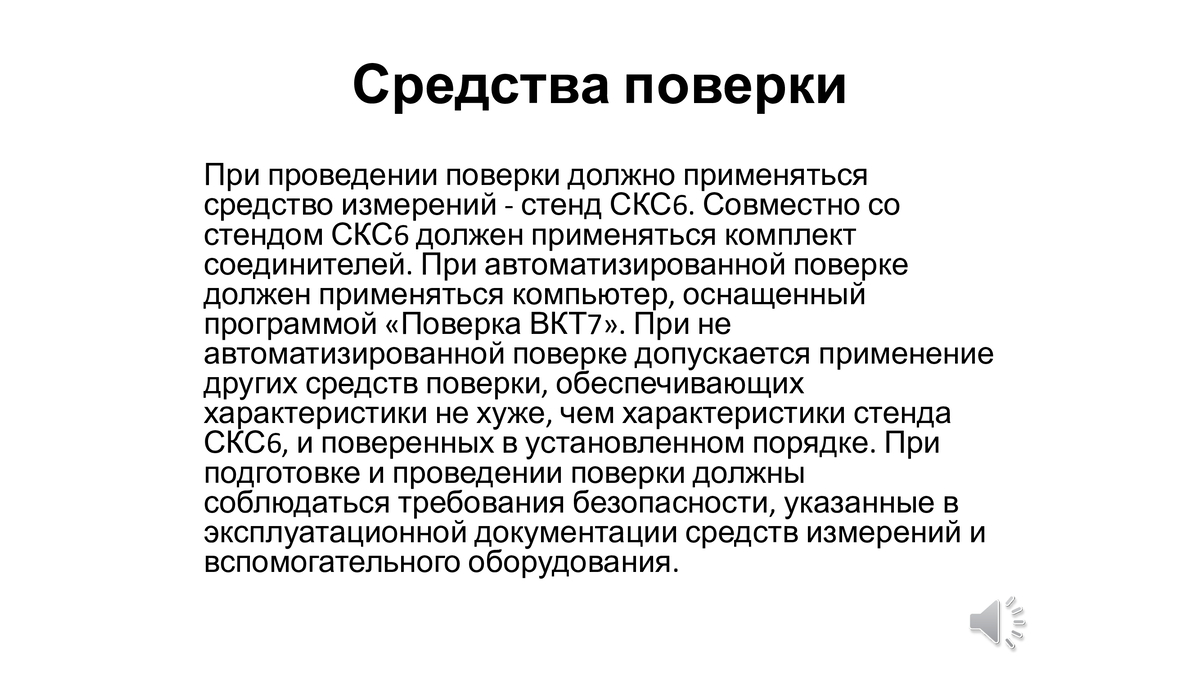 Средства поверки
При проведении поверки должно применяться
средство измерений - стенд СКС6. Совместно со
стендом СКС6 должен применяться комплект
соединителей. При автоматизированной поверке
должен применяться компьютер, оснащенный
программой «Поверка ВКТ7». При не
автоматизированной поверке допускается применение
других средств поверки, обеспечивающих
характеристики не хуже, чем характеристики стенда
СКС6, и поверенных в установленном порядке. При
подготовке и проведении поверки должны
соблюдаться требования безопасности, указанные в
эксплуатационной документации средств измерений и
вспомогательного оборудования.